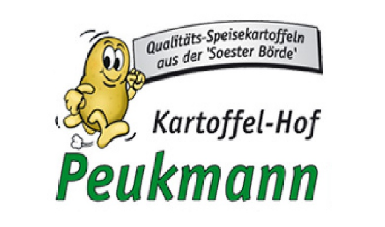 Qualitäts-Speisekartoffeln
aus der 'Soester Börde'
Kartoffel-Hof
Peukmann